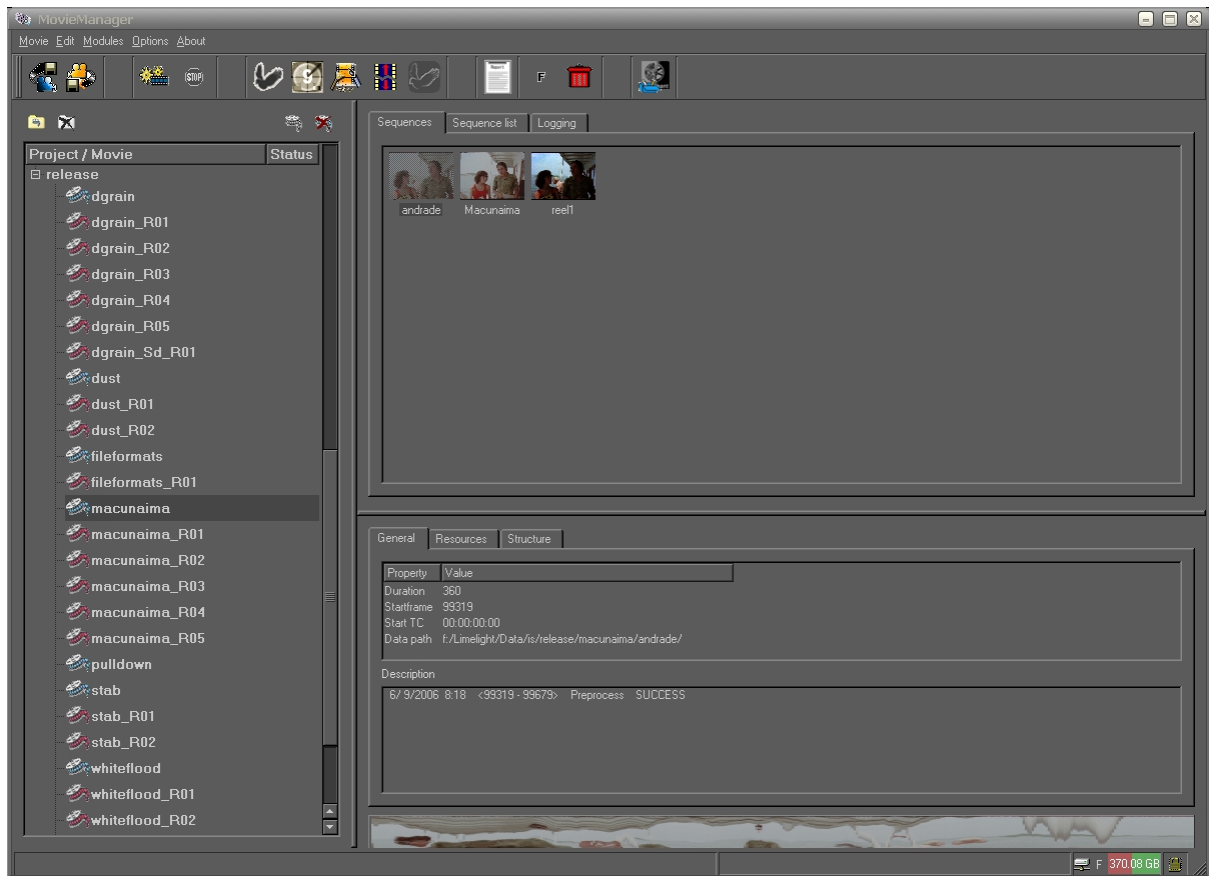 MovieManager
Movie Edit Modules Options About
STOP
Report
F
Project / Movie Status
release
dgrain
dgrain_R01
dgrain_R02
dgrain_R03
dgrain_R04
dgrain_R05
dgrain_Sd_R01
dust
dust_R01
dust_R02
fileformats
fileformats_R01
macunaima
macunaima_R01
macunaima_R02
macunaima_R03
macunaima_R04
macunaima_R05
pulldown
stab
stab_R01
stab_R02
whiteflood
whiteflood_R01
whiteflood_R02
Sequences Sequence list Logging
andrade Macunaima reel1
General Resources Structure
Property Value
Duration 360
Startframe 99319
Start TC 00:00:00:00
Data path f:/Limelight/Data/is/release/macunaima/andrade/
Description
6/ 9/2006 8:18 <99319 - 99679> Preprocess SUCCESS
F 370.08 GB